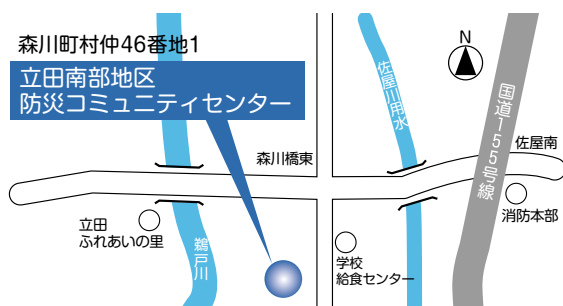 森川町村仲46番地1
立田南部地区
防災コミュニティセンター
N
佐屋川用水
国道155号線
佐屋南
森川橋東
消防本部
立田
ふれあいの里
鵜戸川
学校
給食センター